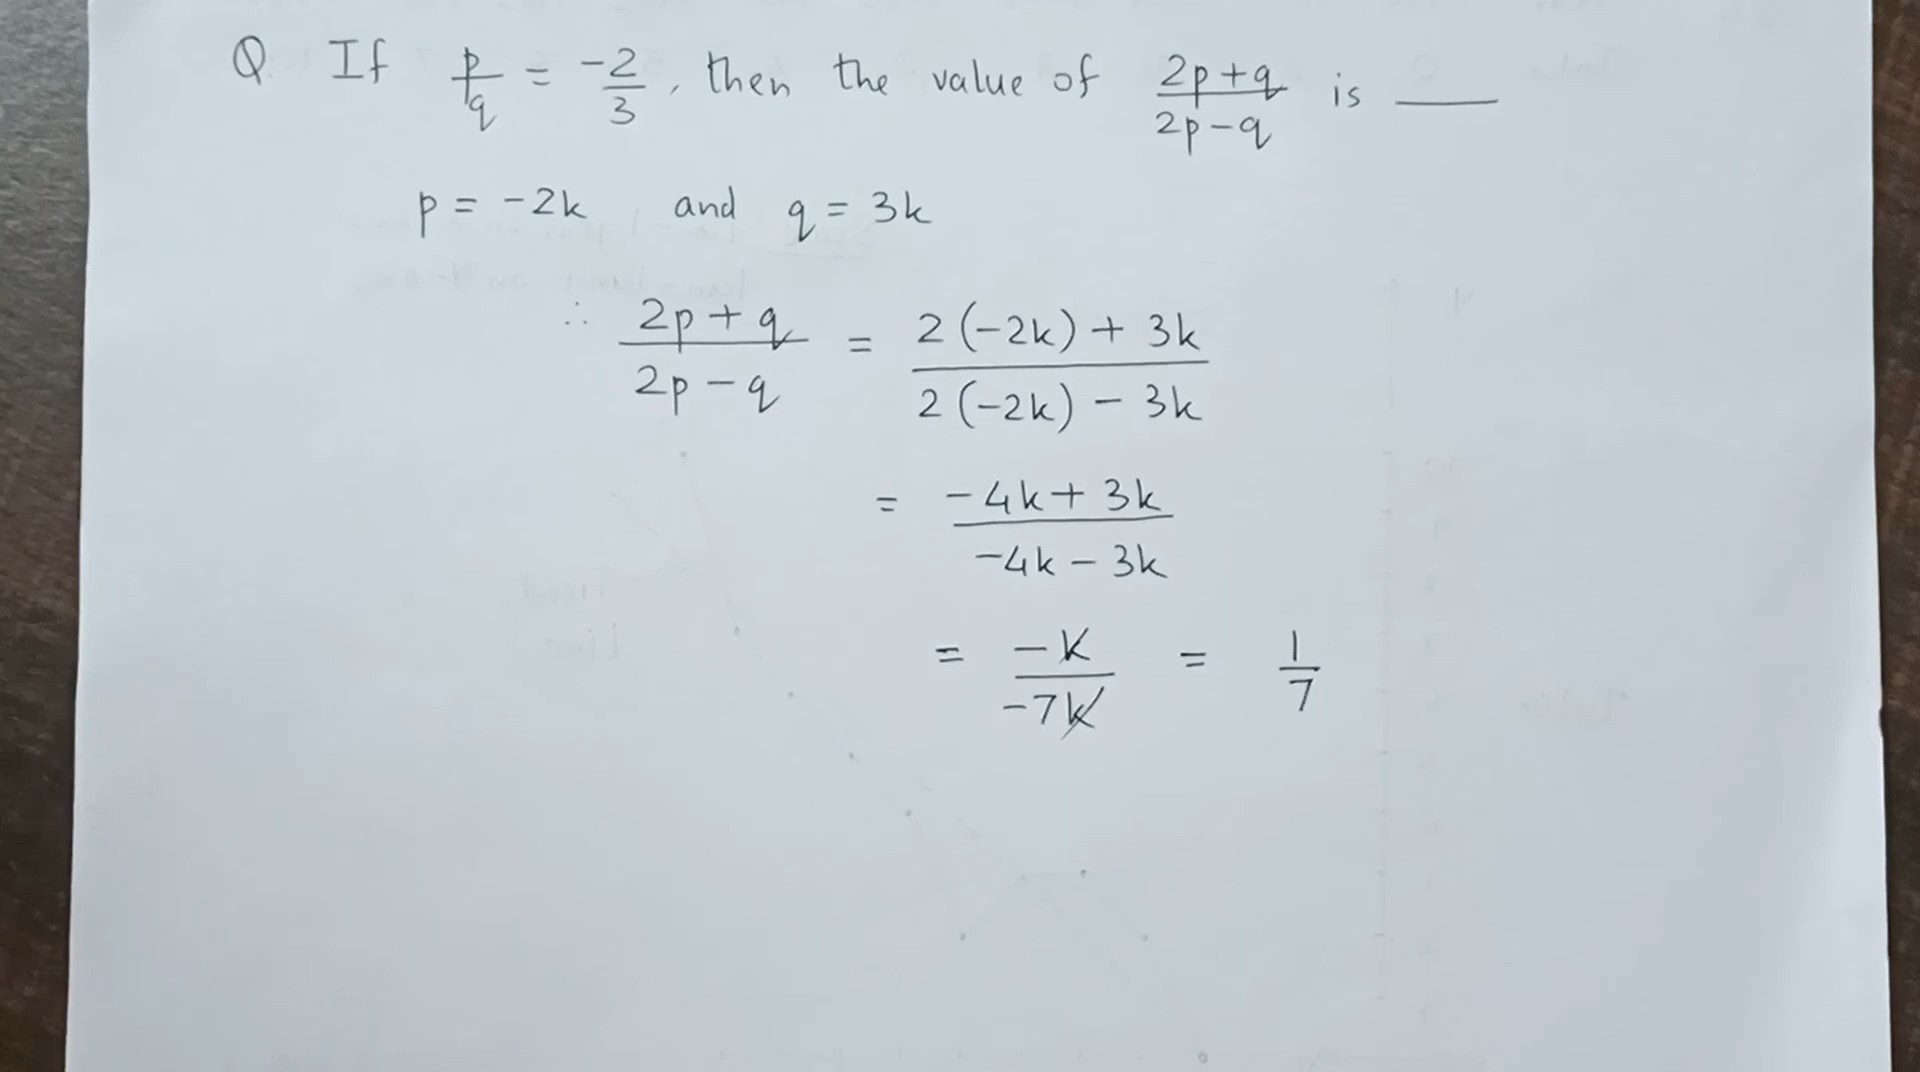 Q If p/q = -2/3, then the value of 2p+q/2p-q is ___
p = -2k and q = 3k
∴ 2p+q/2p-q = 2(-2k) + 3k/2(-2k) - 3k
= -4k+3k/-4k-3k
= -k/-7k = 1/7